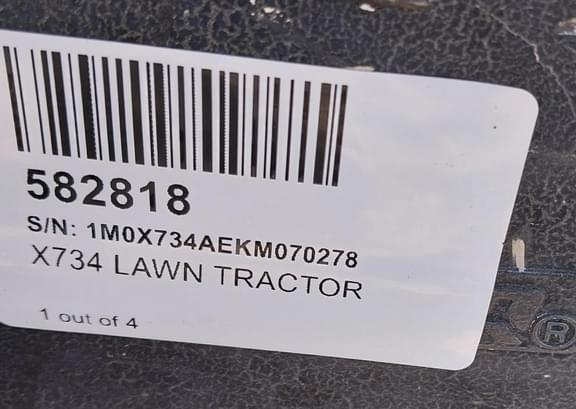 582818
S/N: 1M0X734AEKM070278
X734 LAWN TRACTOR
1 out of 4
®